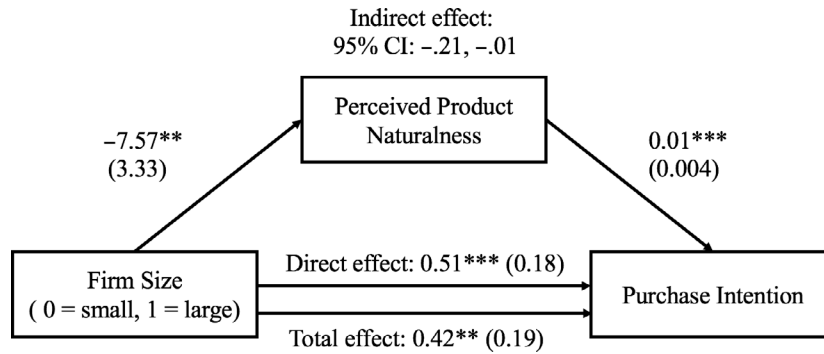 Indirect effect:
95% CI: −.21, −.01
Perceived Product
Naturalness
−7.57**
(3.33)
0.01***
(0.004)
Firm Size
( 0 = small, 1 = large)
Direct effect: 0.51*** (0.18)
Total effect: 0.42** (0.19)
Purchase Intention